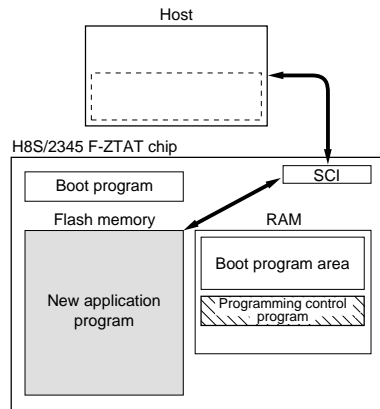 Host
H8S/2345 F-ZTAT chip
SCI
Boot program
Flash memory
RAM
New application
program
Boot program area
Programming control
program